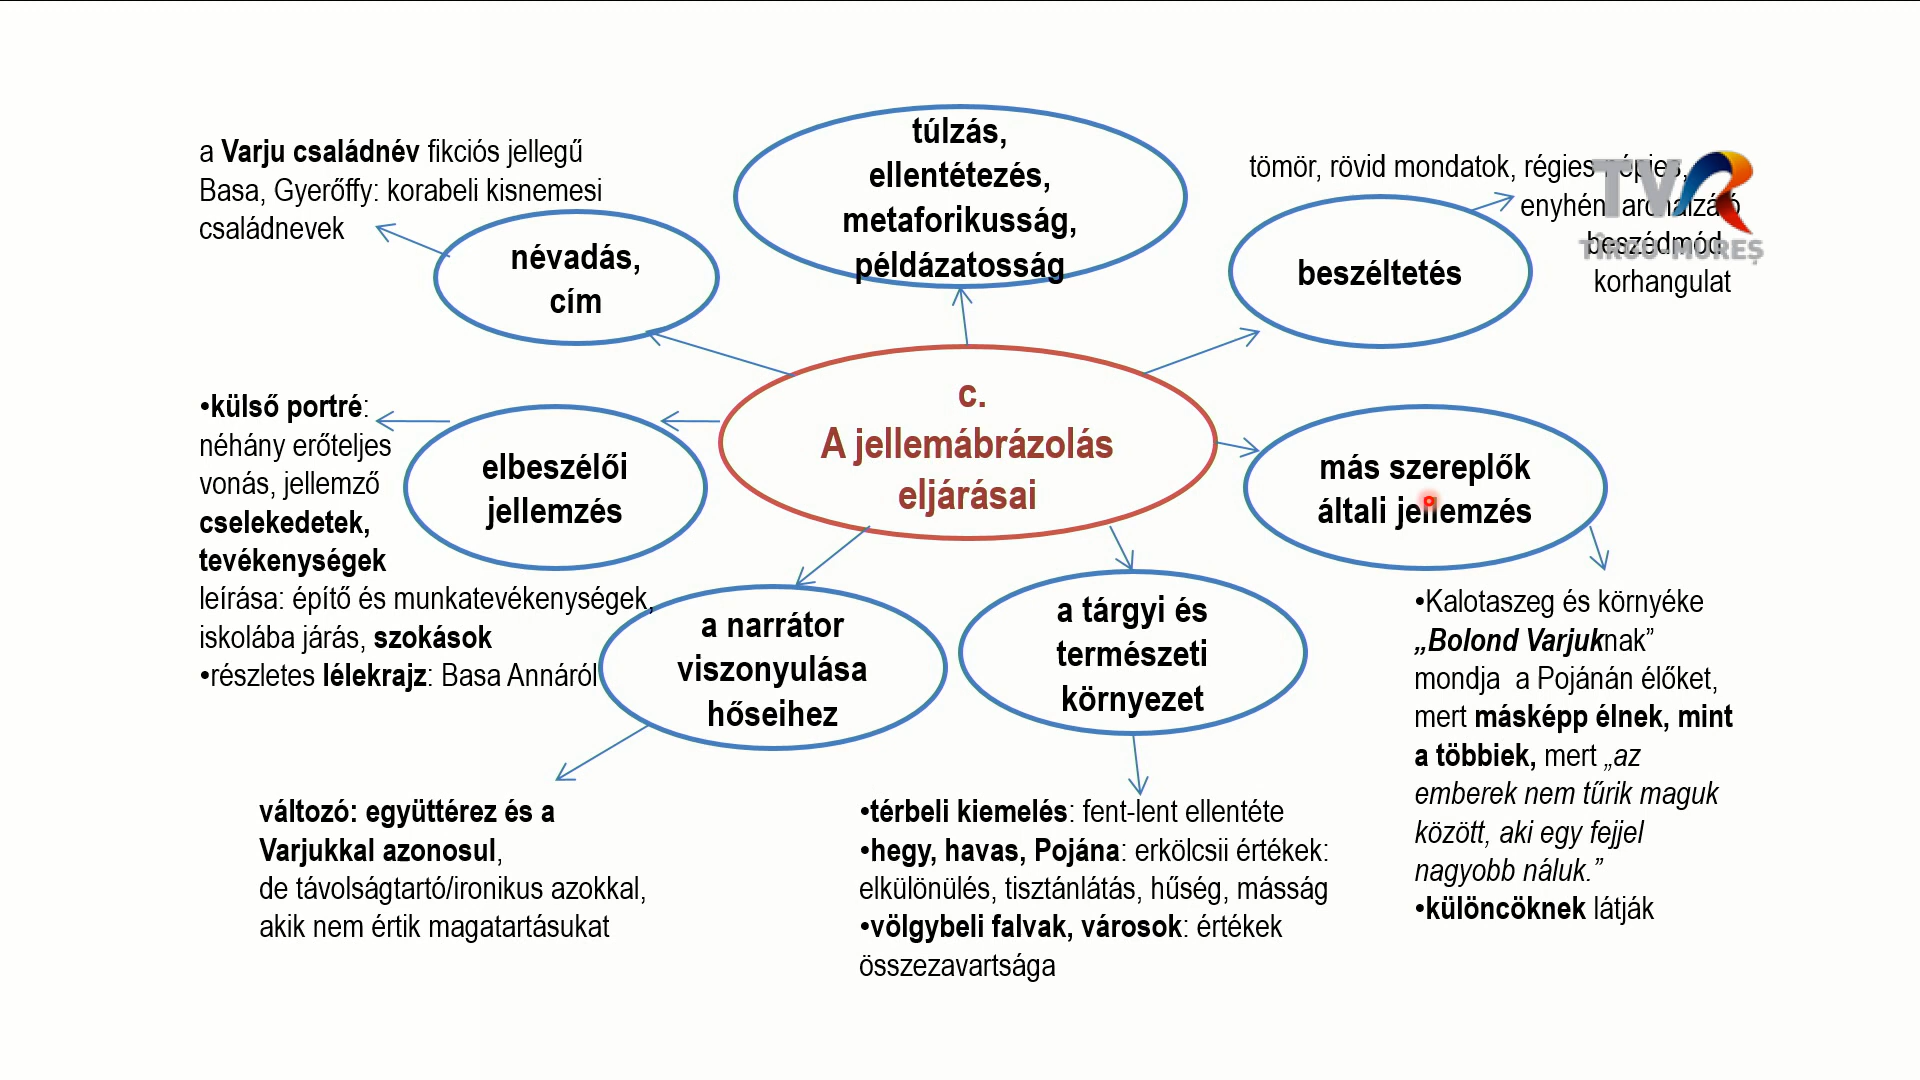 a Varju családnév fikciós jellegű
Basa, Gyerőffy: korabeli kisnemesi
családnevek
névadás,
cím
túlzás,
ellentétezés,
metaforikusság,
példázatosság
tömör, rövid mondatok, régies népies,
enyhén archaizáló
beszédmód
korhangulat
beszéltetés
TVR
TÎRGU-MUREȘ
c.
A jellemábrázolás
eljárásai
•külső portré:
néhány erőteljes
vonás, jellemző
cselekedetek,
tevékenységek
leírása: építő és munkatevékenységek,
iskolába járás, szokások
•részletes lélekrajz: Basa Annáról
elbeszélői
jellemzés
más szereplők
általi jellemzés
a narrátor
viszonyulása
hőseihez
a tárgyi és
természeti
környezet
•Kalotaszeg és környéke
„Bolond Varjuknak”
mondja a Pojánán élőket,
mert másképp élnek, mint
a többiek, mert „az
emberek nem tűrik maguk
között, aki egy fejjel
nagyobb náluk.”
•különcöknek látják
változó: együttérez és a
Varjukkal azonosul,
de távolságtartó/ironikus azokkal,
akik nem értik magatartásukat
•térbeli kiemelés: fent-lent ellentéte
•hegy, havas, Pojána: erkölcsii értékek:
elkülönülés, tisztánlátás, hűség, másság
•völgybeli falvak, városok: értékek
összezavartsága